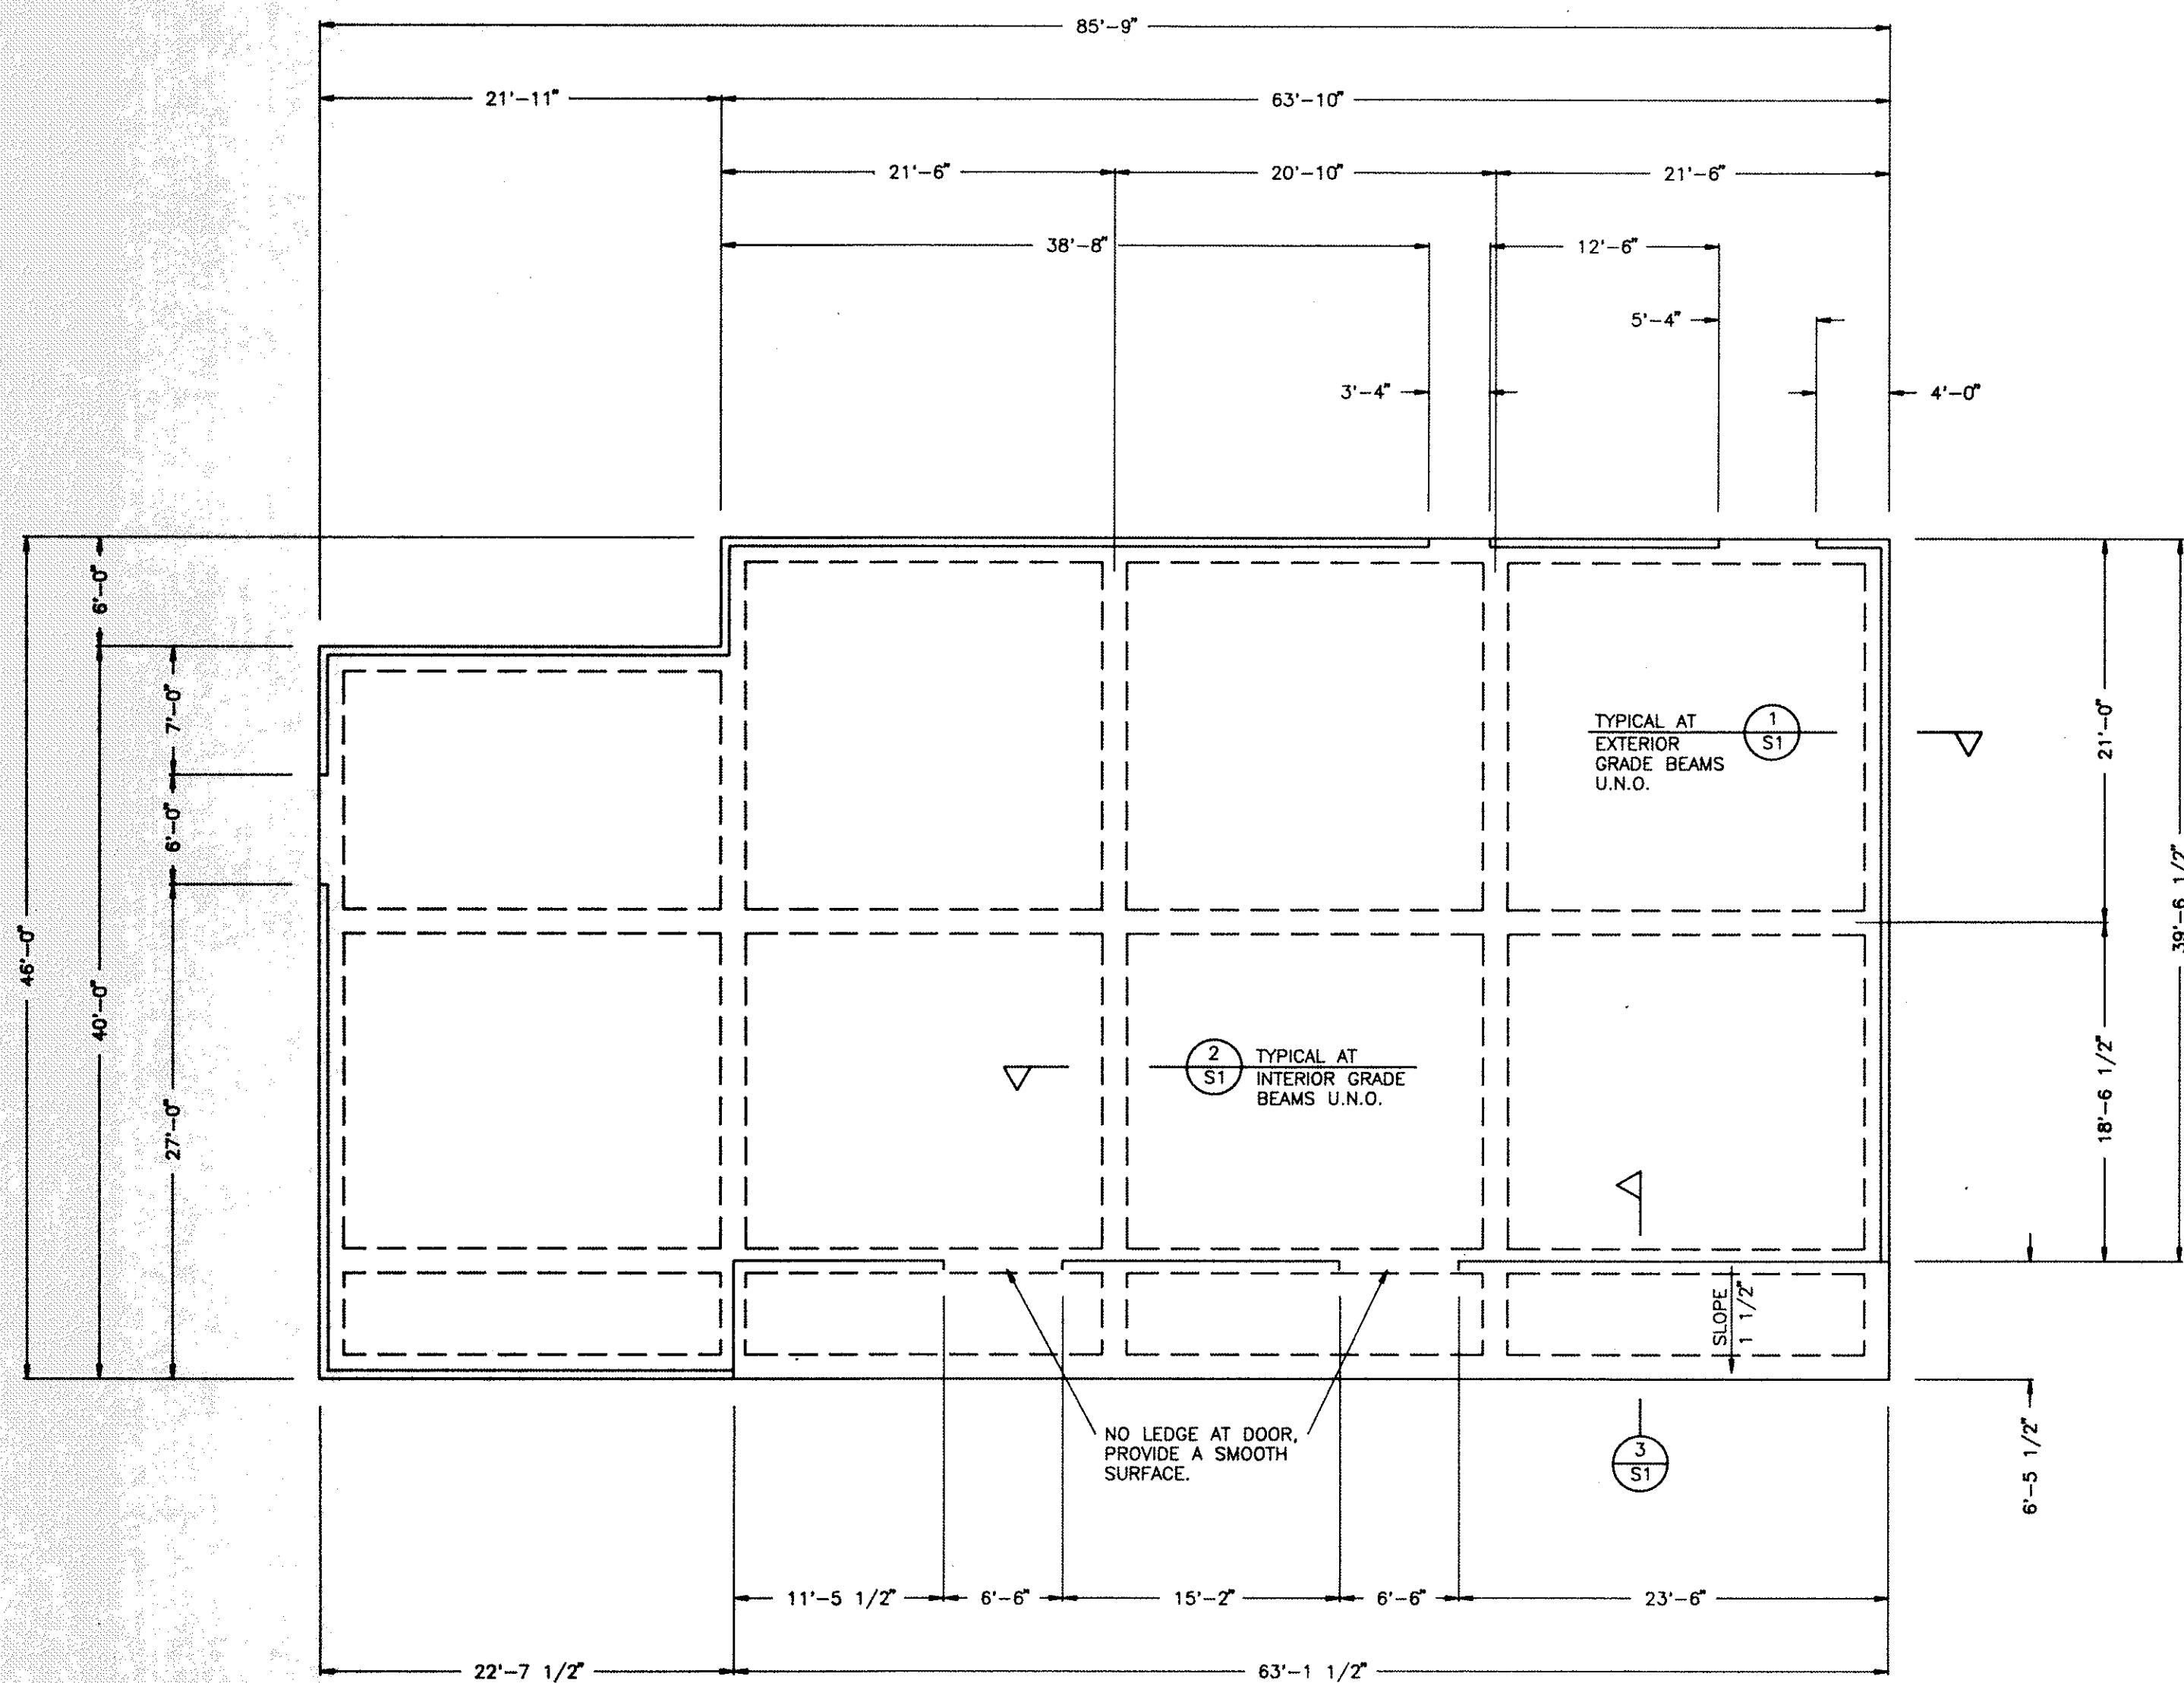 85'-9"
21'-11"
63'-10"
21'-6"
20'-10"
21'-6"
38'-8"
12'-6"
5'-4"
3'-4"
4'-0"
6'-0"
7'-0"
6'-0"
46'-0"
40'-0"
27'-0"
TYPICAL AT
EXTERIOR
GRADE BEAMS
U.N.O.
1
S1
21'-0"
39'-6 1/2"
18'-6 1/2"
2
S1
TYPICAL AT
INTERIOR GRADE
BEAMS U.N.O.
SLOPE
1 1/2"
NO LEDGE AT DOOR,
PROVIDE A SMOOTH
SURFACE.
3
S1
6'-5 1/2"
11'-5 1/2"
6'-6"
15'-2"
6'-6"
23'-6"
22'-7 1/2"
63'-1 1/2"